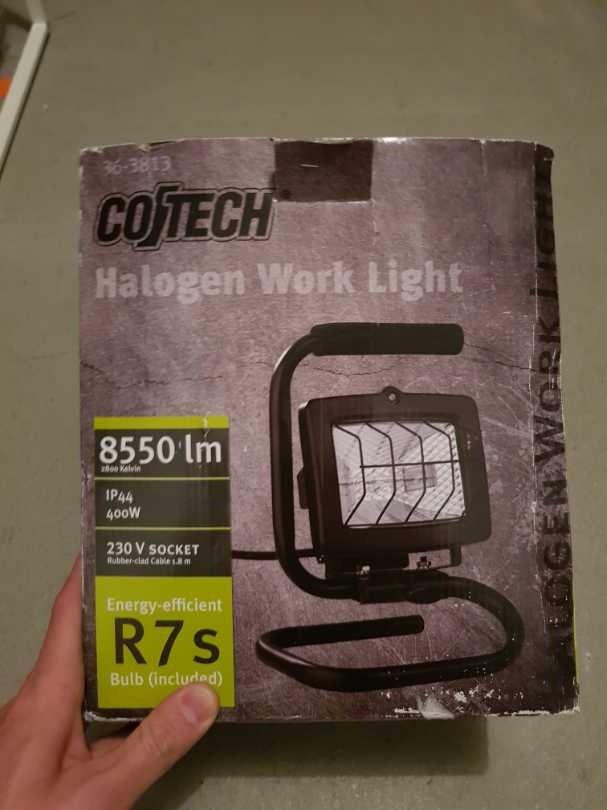 36-3813
COTECH
Halogen Work Light
8550 lm
2800 Kelvin
IP44
400W
230 V SOCKET
Rubber-clad Cable 1.8 m
Energy-efficient
R7s
Bulb (included)
LOGEN WORK LIGHT